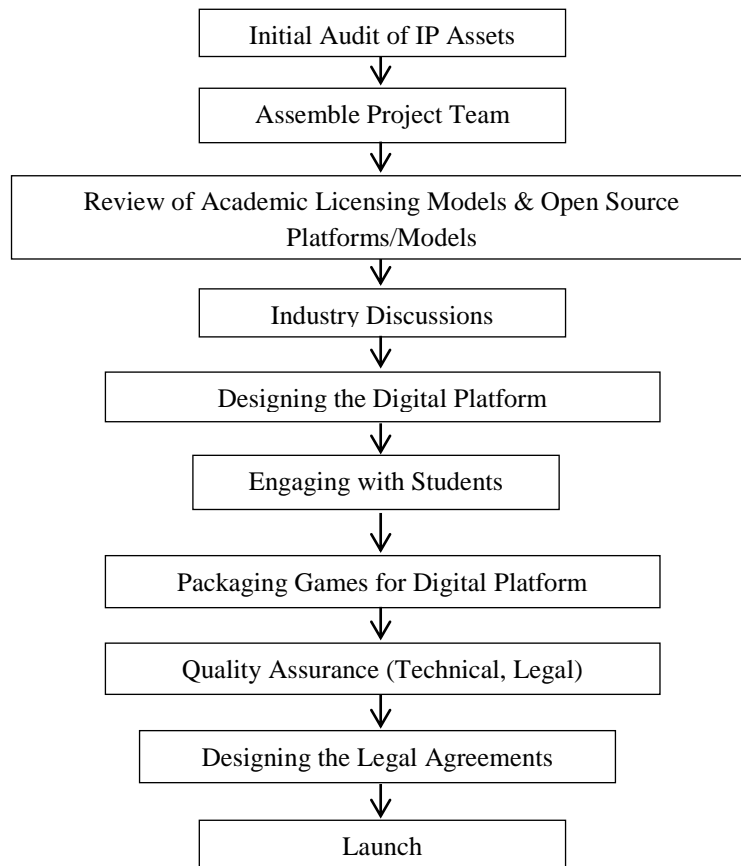 Initial Audit of IP Assets
Assemble Project Team
Review of Academic Licensing Models & Open Source
Platforms/Models
Industry Discussions
Designing the Digital Platform
Engaging with Students
Packaging Games for Digital Platform
Quality Assurance (Technical, Legal)
Designing the Legal Agreements
Launch